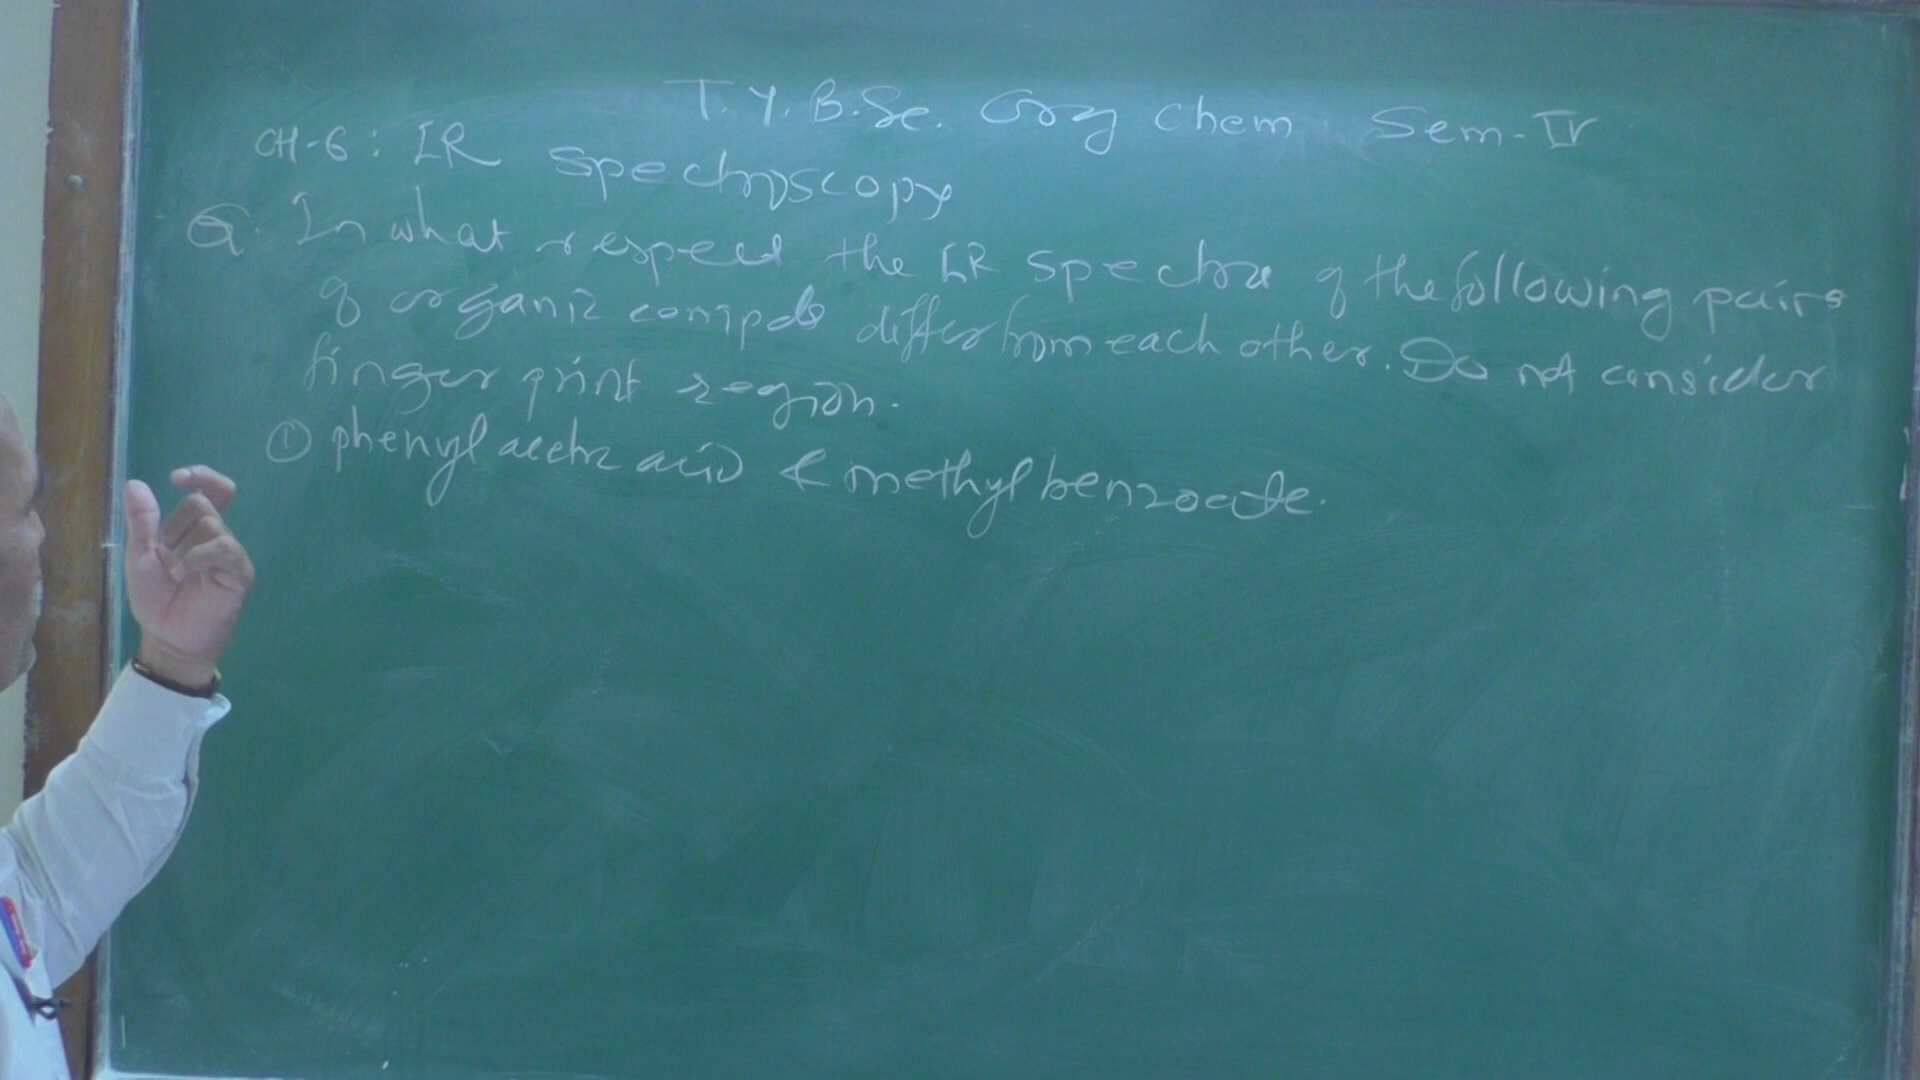 T. Y. B. Sc. Org chem. Sem - IV
CH-6 : IR spectroscopy
Q. In what respect the IR spectra of the following pairs
of organic compds differ from each other. Do not consider
finger print region.
① phenyl acetic acid & methyl benzoate.